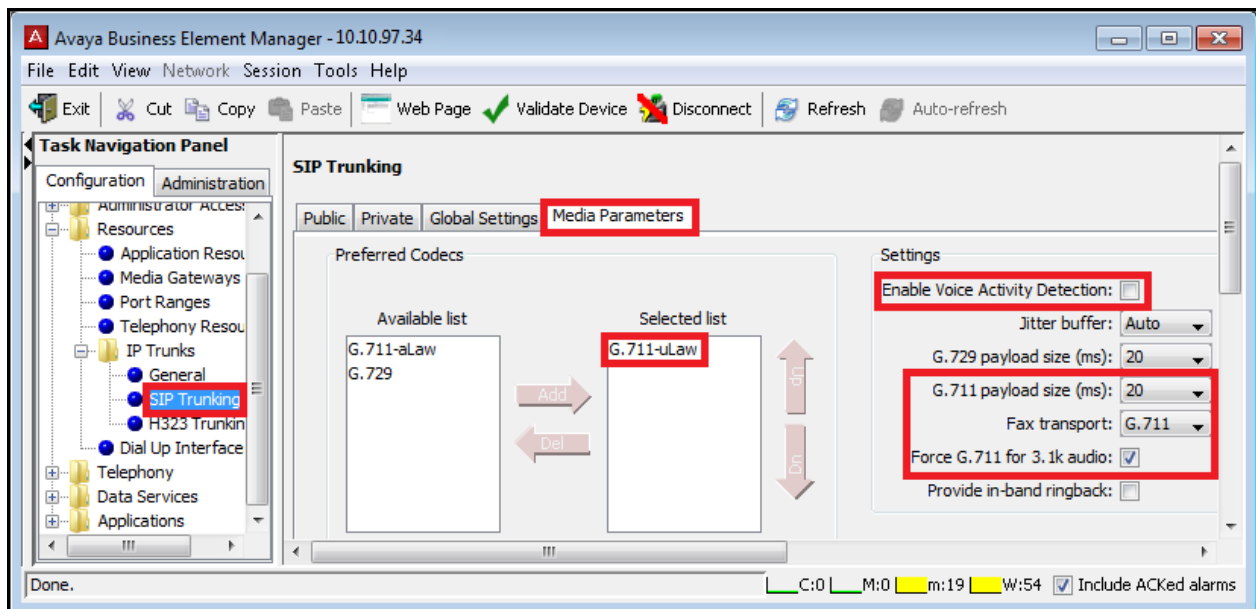 Avaya Business Element Manager - 10.10.97.34
File Edit View Network Session Tools Help
Exit Cut Copy Paste Web Page Validate Device Disconnect Refresh Auto-refresh
Task Navigation Panel
Configuration Administration
Administrator Access
Resources
Application Resou
Media Gateways
Port Ranges
Telephony Resou
IP Trunks
General
SIP Trunking
H323 Trunkin
Dial Up Interface
Telephony
Data Services
Applications
SIP Trunking
Public Private Global Settings Media Parameters
Preferred Codecs
Available list
G.711-aLaw
G.729
Add
Del
Selected list
G.711-uLaw
Up
Dn
Settings
Enable Voice Activity Detection:
Jitter buffer: Auto
G.729 payload size (ms): 20
G.711 payload size (ms): 20
Fax transport: G.711
Force G.711 for 3.1k audio:
Provide in-band ringback:
Done.
C:0 M:0 m:19 W:54 Include ACKed alarms